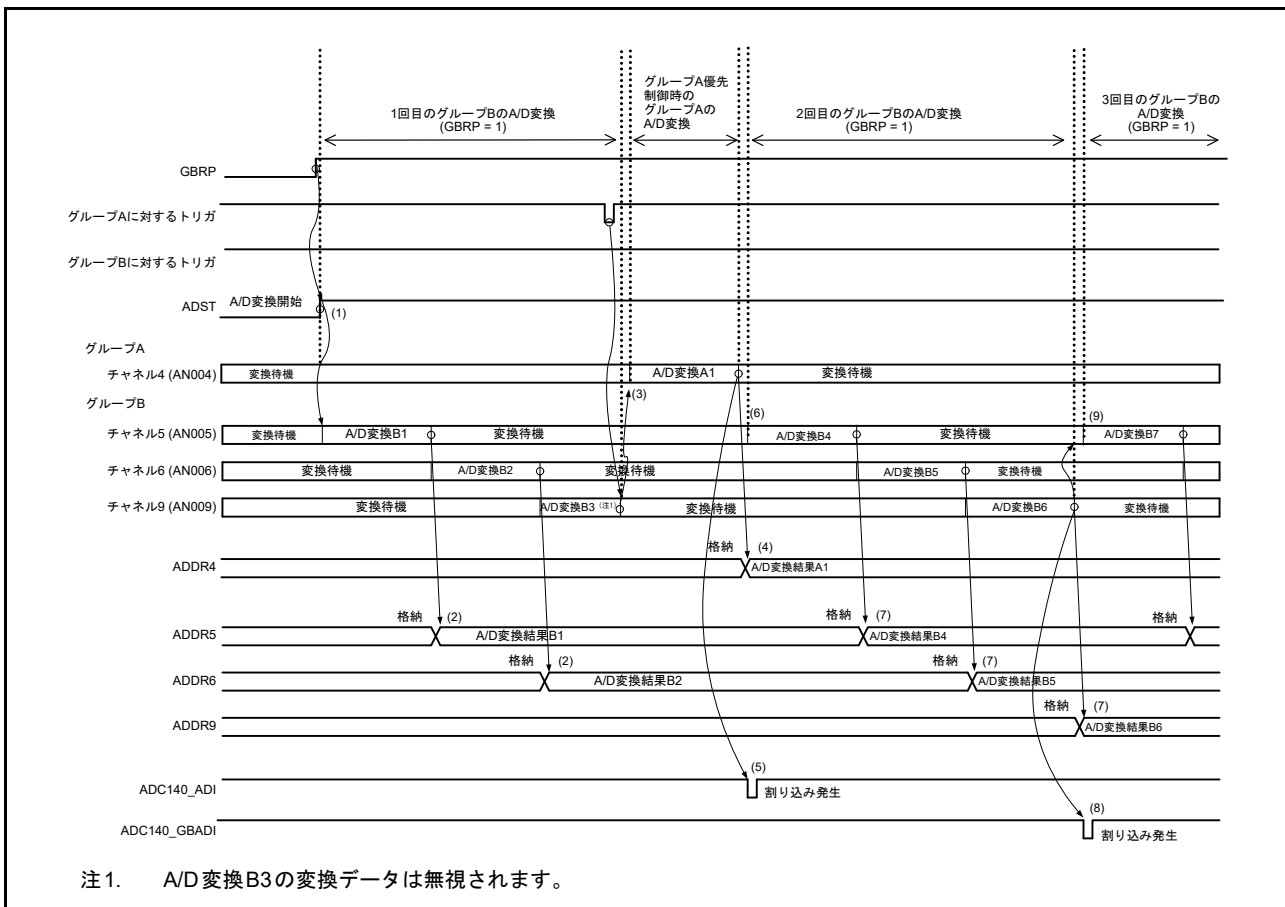 グループA優先
制御時の
グループAの
A/D変換
1回目のグループBのA/D変換
(GBRP = 1)
2回目のグループBのA/D変換
(GBRP = 1)
3回目のグループBの
A/D変換
(GBRP = 1)
GBRP
グループAに対するトリガ
グループBに対するトリガ
ADST
A/D変換開始
(1)
グループA
チャネル4 (AN004)
変換待機
A/D変換A1
変換待機
(3)
グループB
(6)
(9)
チャネル5 (AN005)
変換待機
A/D変換B1
変換待機
A/D変換B4
変換待機
A/D変換B7
チャネル6 (AN006)
変換待機
A/D変換B2
変換待機
A/D変換B5
変換待機
チャネル9 (AN009)
変換待機
A/D変換B3 (注1)
変換待機
A/D変換B6
変換待機
格納 (4)
ADDR4
A/D変換結果A1
格納 (2)
格納 (7)
格納
ADDR5
A/D変換結果B1
A/D変換結果B4
格納 (2)
格納 (7)
ADDR6
A/D変換結果B2
A/D変換結果B5
格納 (7)
ADDR9
A/D変換結果B6
(5)
ADC140_ADI
割り込み発生
(8)
ADC140_GBADI
割り込み発生
注1. A/D変換B3の変換データは無視されます。